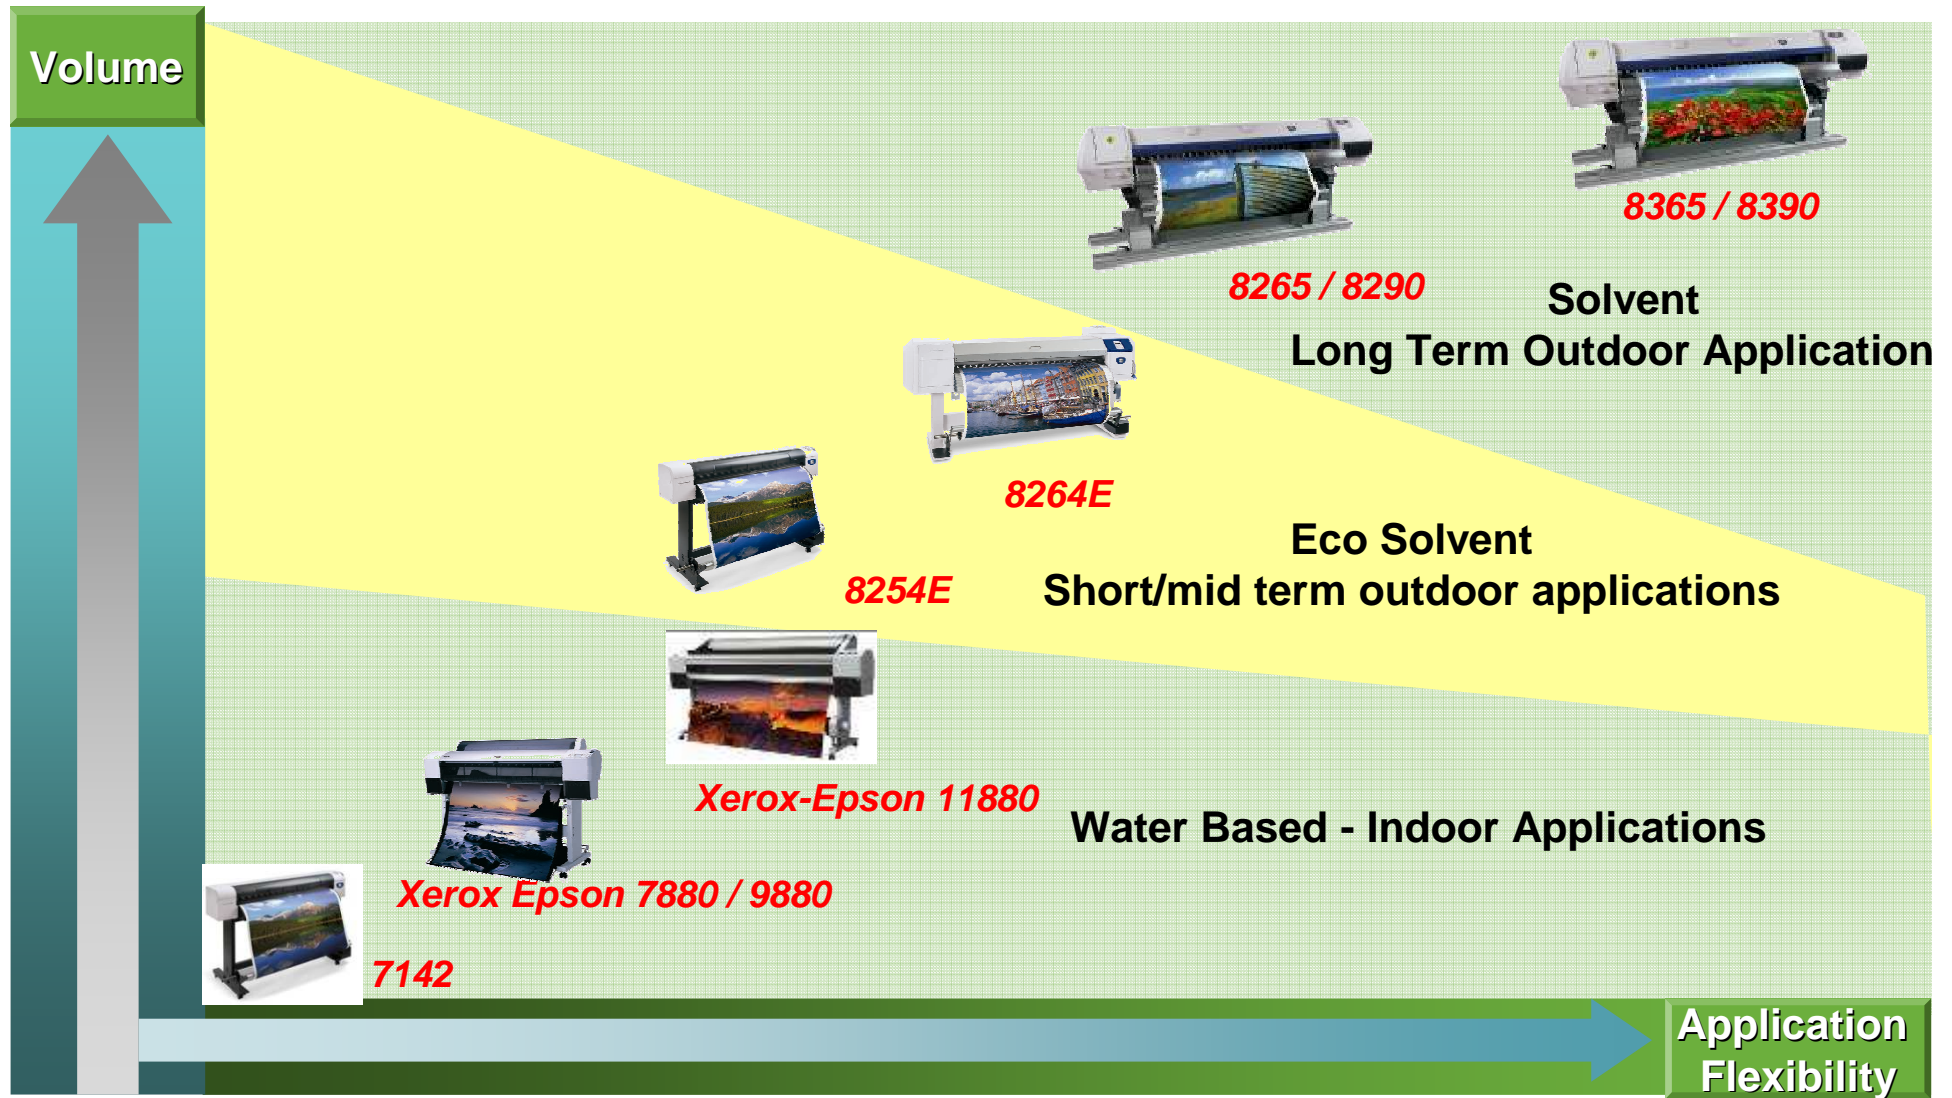 Volume
8365 / 8390
8265 / 8290
Solvent
Long Term Outdoor Application
8264E
Eco Solvent
8254E
Short/mid term outdoor applications
Xerox-Epson 11880
Water Based - Indoor Applications
Xerox Epson 7880 / 9880
7142
Application
Flexibility